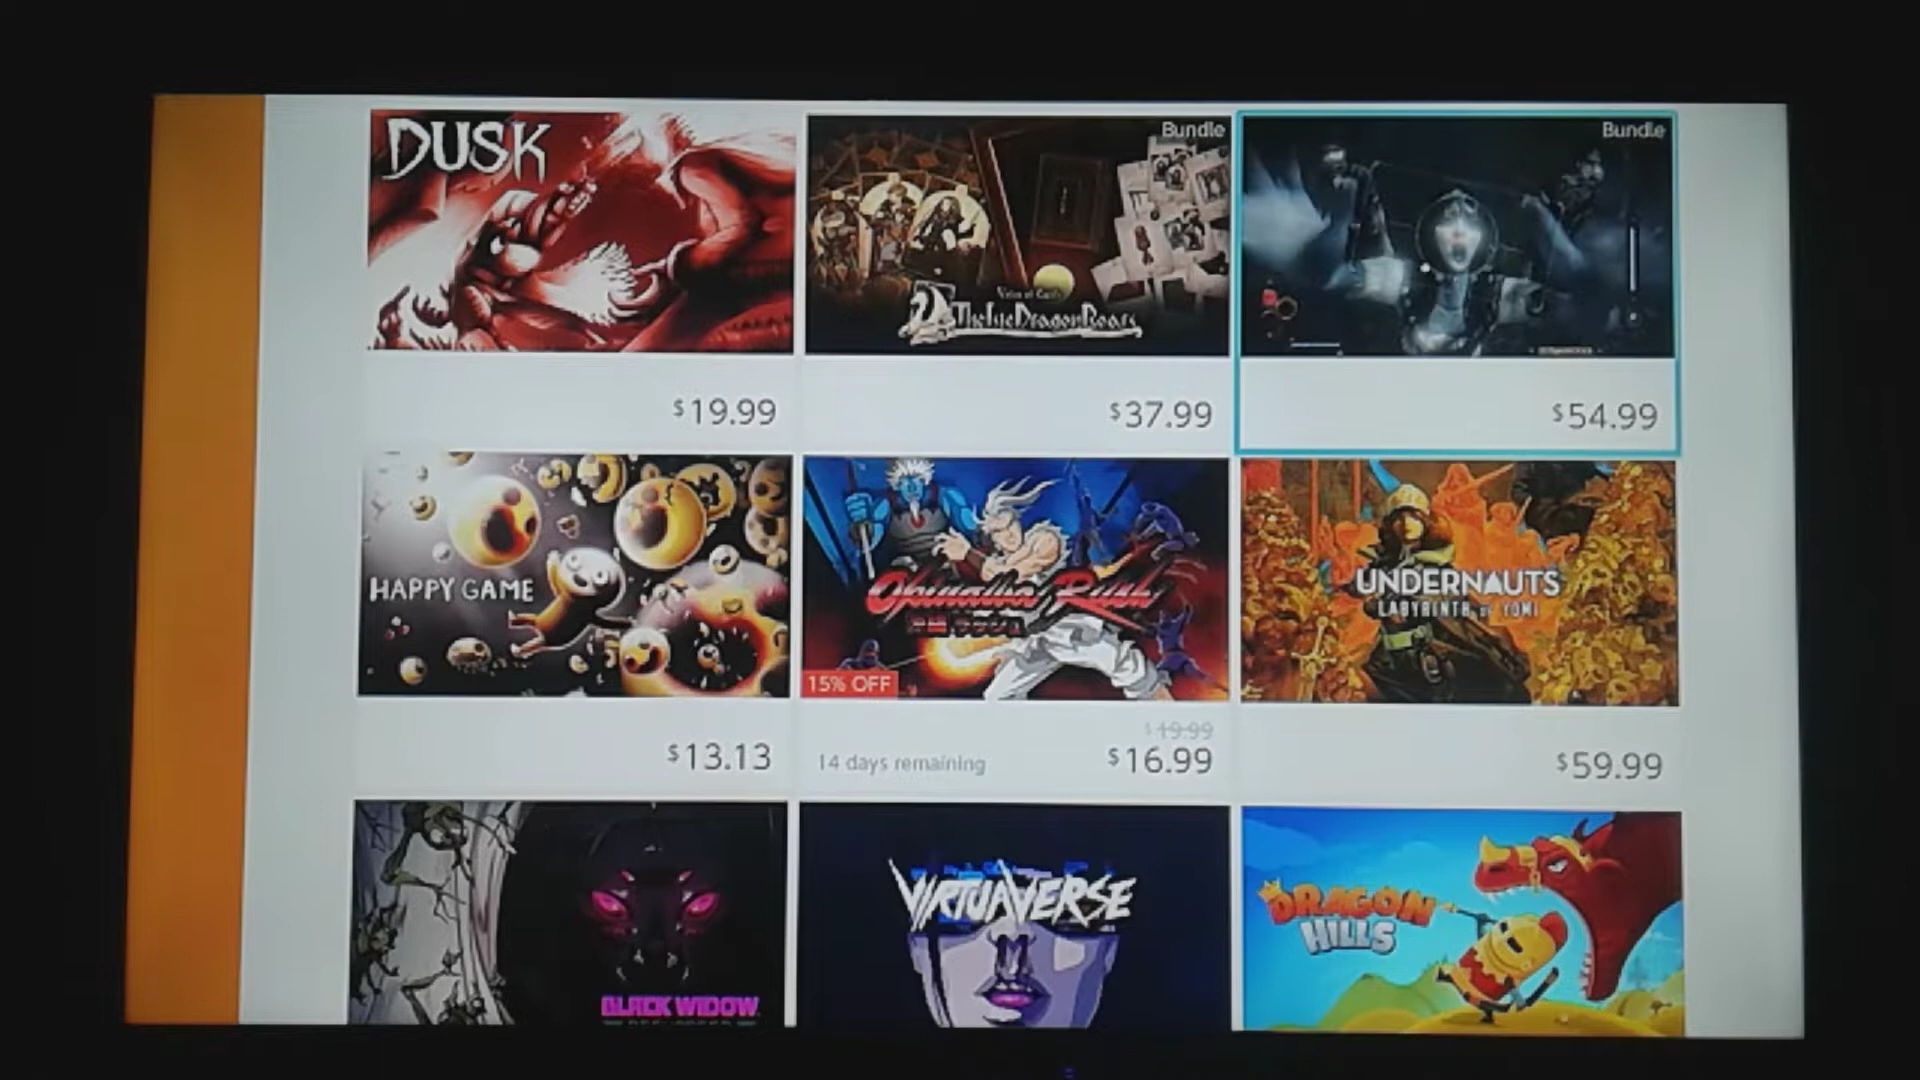 DUSK
Bundle
Bundle
Voice of Cards
The Isle Dragon Roars
$19.99
$37.99
$54.99
HAPPY GAME
Okinawa Rush
15% OFF
UNDERNAUTS
LABYRINTH OF YOMI
$13.13
14 days remaining
$19.99
$16.99
$59.99
BLACK WIDOW
VIRTUAVERSE
DRAGON
HILLS